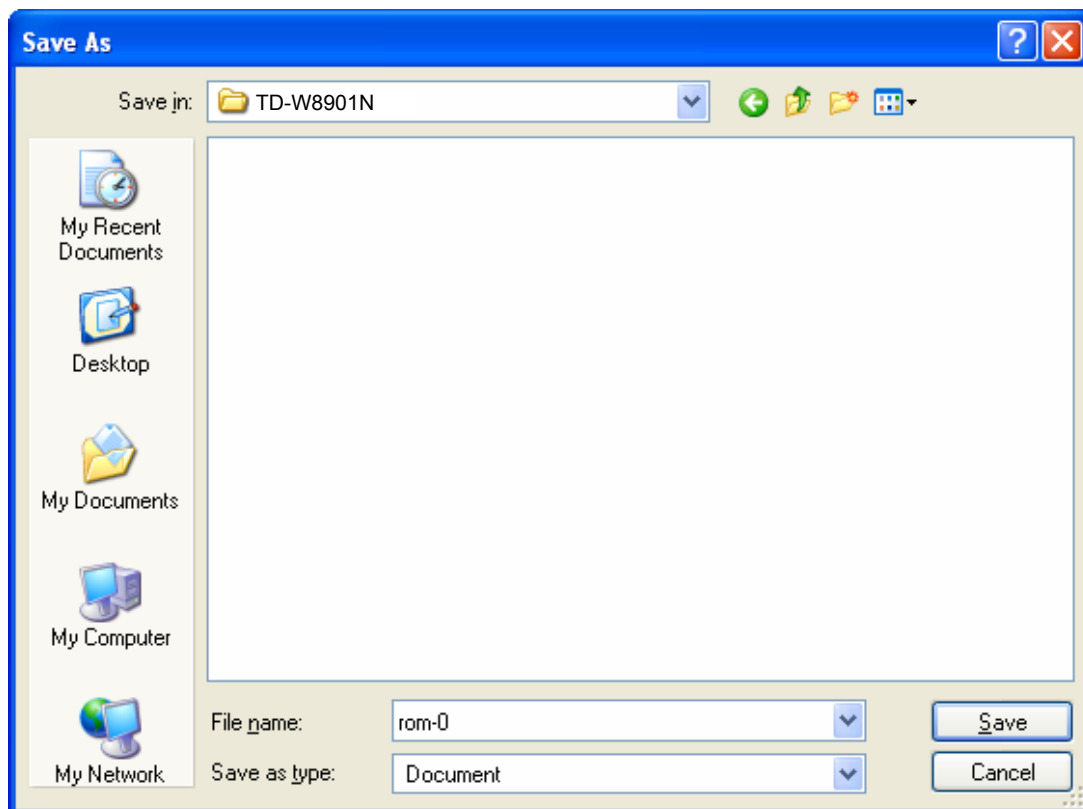 Save As
Save in: TD-W8901N
My Recent
Documents
Desktop
My Documents
My Computer
My Network
File name: rom-0 Save
Save as type: Document Cancel